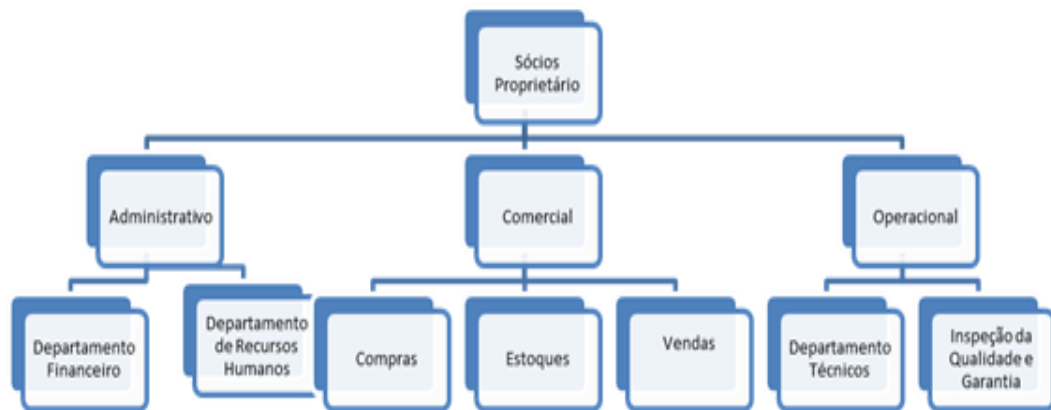 Sócios
Proprietário
Administrativo
Comercial
Operacional
Departamento
Financeiro
Departamento
de Recursos
Humanos
Compras
Estoques
Vendas
Departamento
Técnicos
Inspeção da
Qualidade e
Garantia